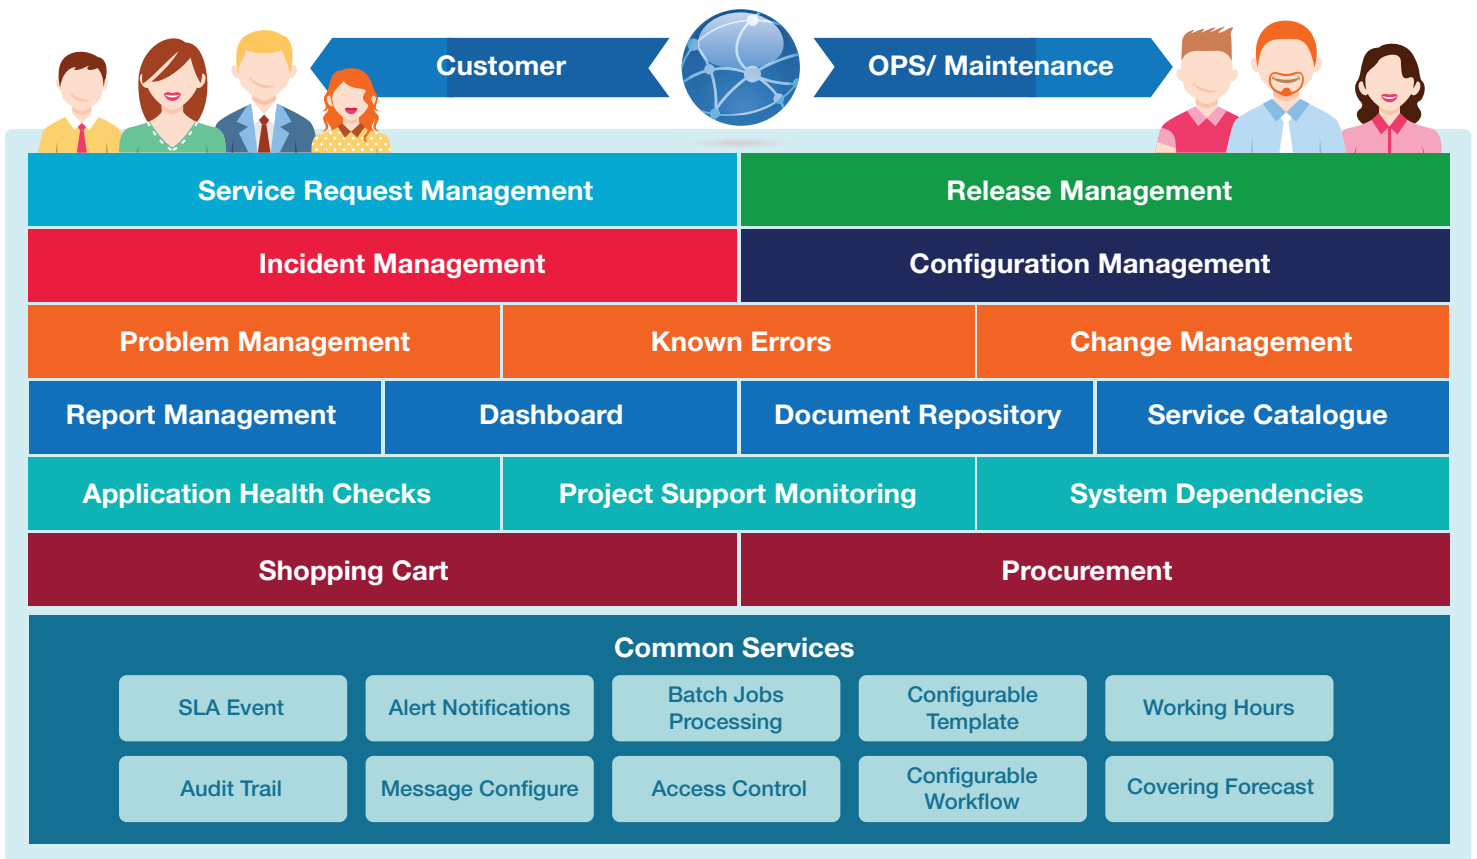 Customer
OPS/ Maintenance
Service Request Management
Release Management
Incident Management
Configuration Management
Problem Management
Known Errors
Change Management
Report Management
Dashboard
Document Repository
Service Catalogue
Application Health Checks
Project Support Monitoring
System Dependencies
Shopping Cart
Procurement
Common Services
SLA Event
Alert Notifications
Batch Jobs
Processing
Configurable
Template
Working Hours
Audit Trail
Message Configure
Access Control
Configurable
Workflow
Covering Forecast